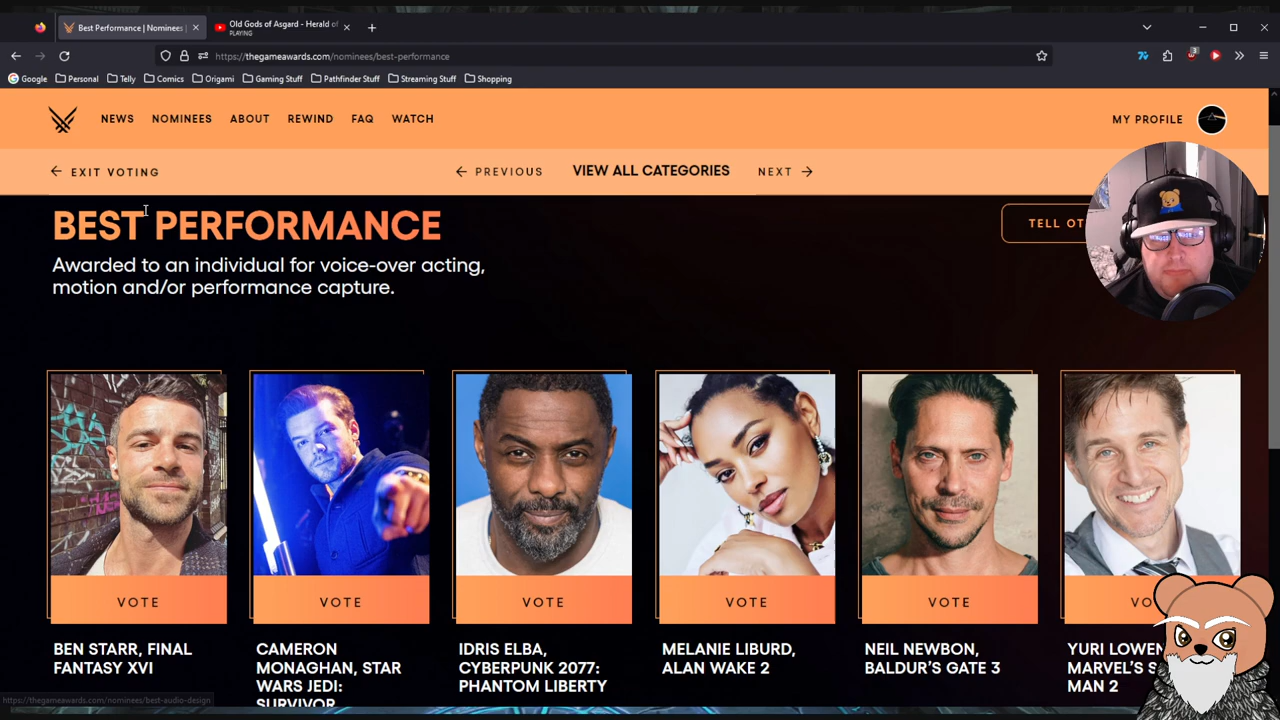 Best Performance | Nominees |
Old Gods of Asgard - Herald of
PLAYING
https://thegameawards.com/nominees/best-performance
Google Personal Telly Comics Origami Gaming Stuff Pathfinder Stuff Streaming Stuff Shopping
NEWS NOMINEES ABOUT REWIND FAQ WATCH MY PROFILE
EXIT VOTING PREVIOUS VIEW ALL CATEGORIES NEXT
BEST PERFORMANCE
TELL OT
Awarded to an individual for voice-over acting,
motion and/or performance capture.
VOTE VOTE VOTE VOTE VOTE VO
BEN STARR, FINAL
FANTASY XVI
CAMERON
MONAGHAN, STAR
WARS JEDI:
SURVIVOR
IDRIS ELBA,
CYBERPUNK 2077:
PHANTOM LIBERTY
MELANIE LIBURD,
ALAN WAKE 2
NEIL NEWBON,
BALDUR'S GATE 3
YURI LOWEN
MARVEL'S S
MAN 2
https://thegameawards.com/nominees/best-audio-design